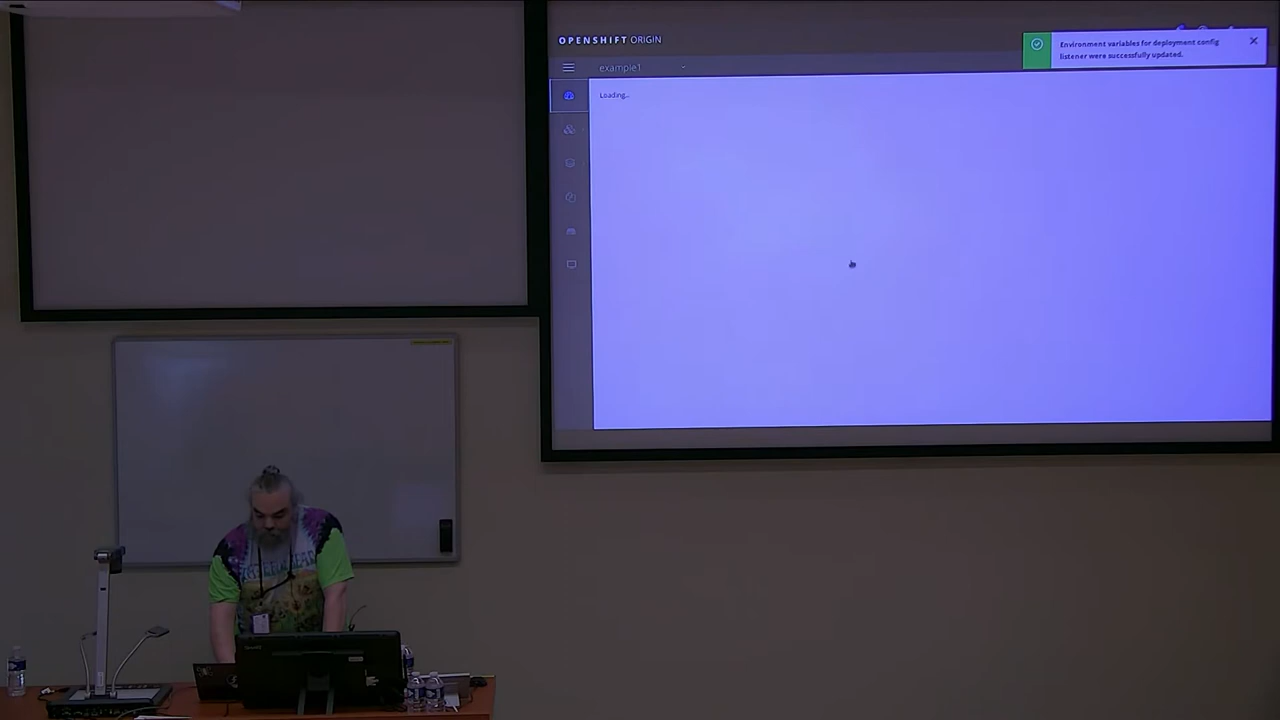 OPENSHIFT ORIGIN
Environment variables for deployment config
listener were successfully updated.
example1
Loading...